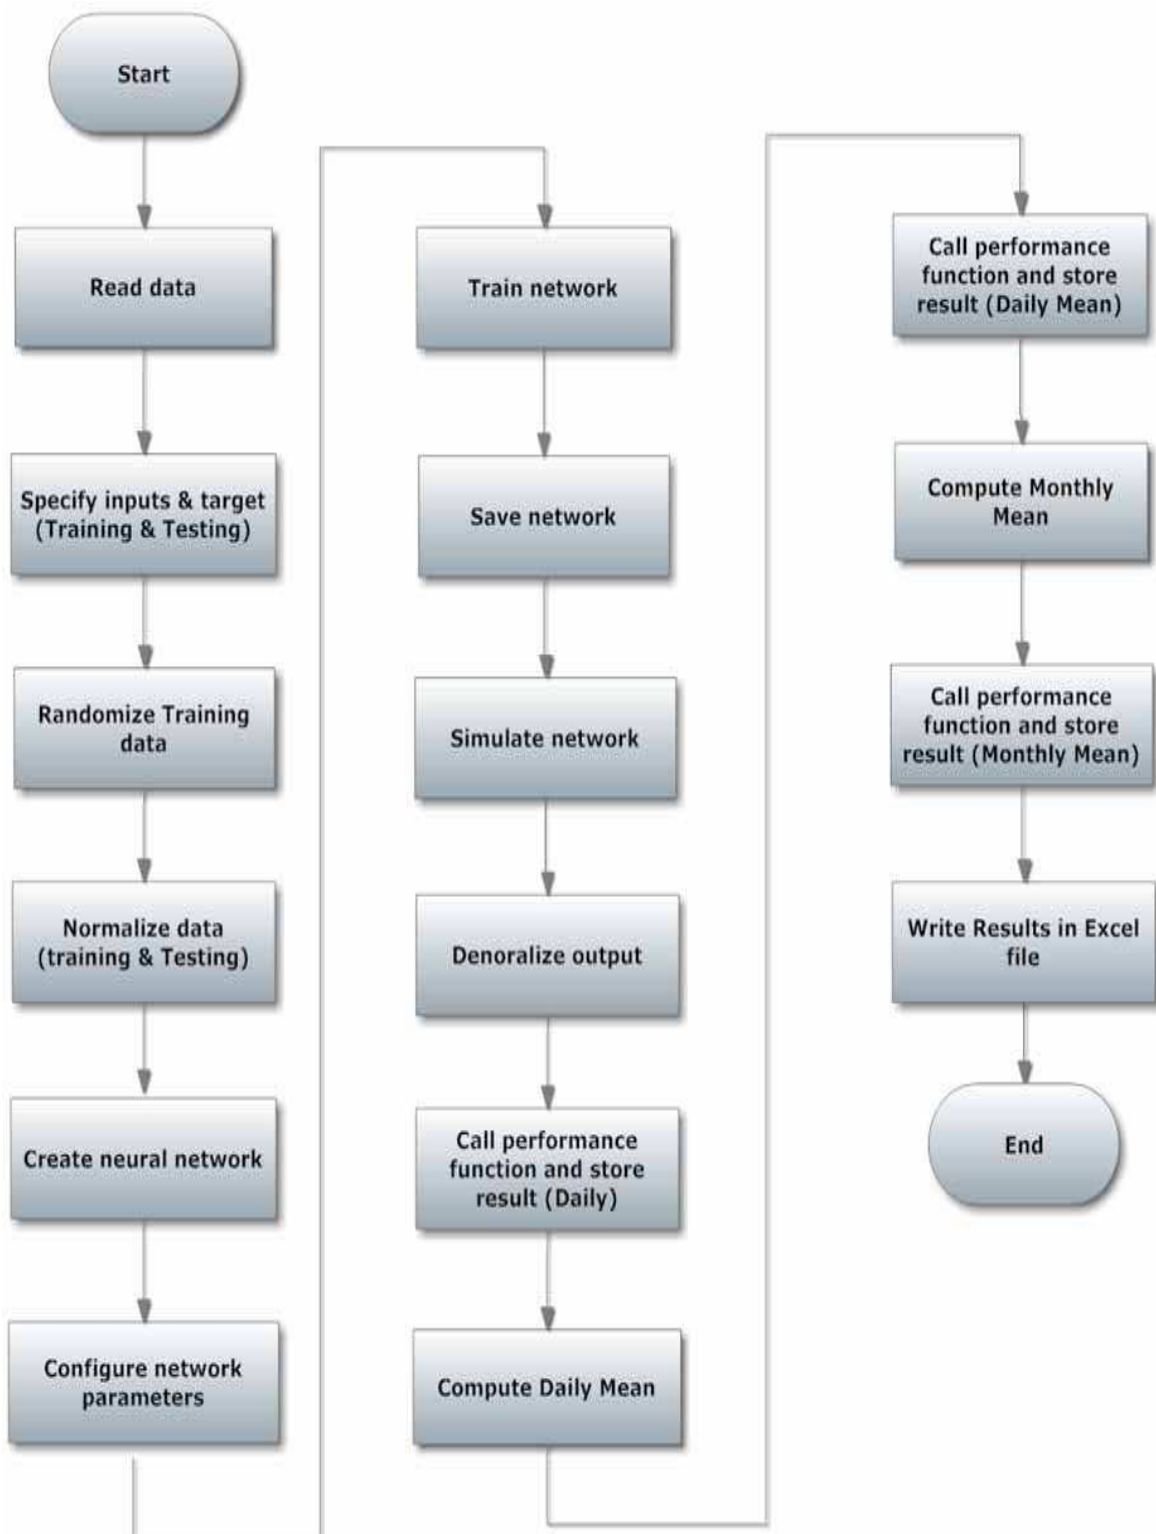 Start
Read data
Specify inputs & target
(Training & Testing)
Randomize Training
data
Normalize data
(training & Testing)
Create neural network
Configure network
parameters
Train network
Save network
Simulate network
Denoralize output
Call performance
function and store
result (Daily)
Compute Daily Mean
Call performance
function and store
result (Daily Mean)
Compute Monthly
Mean
Call performance
function and store
result (Monthly Mean)
Write Results in Excel
file
End